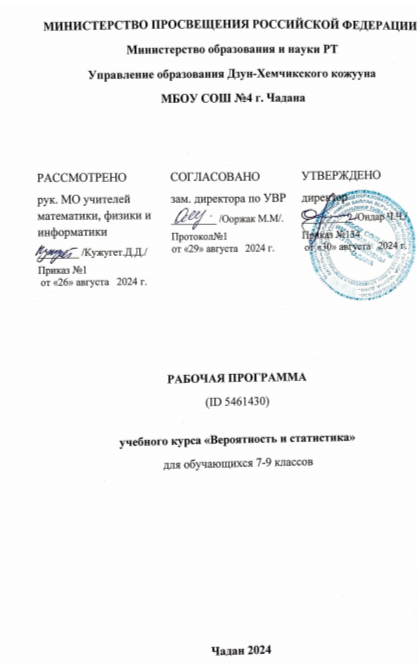 МИНИСТЕРСТВО ПРОСВЕЩЕНИЯ РОССИЙСКОЙ ФЕДЕРАЦИИ
Министерство образования и науки РТ
Управление образования Дзун-Хемчикского кожууна
МБОУ СОШ №4 г. Чадана
РАССМОТРЕНО
рук. МО учителей
математики, физики и
информатики
/Кужугет.Д.Д./
Приказ №1
от «26» августа 2024 г.
СОГЛАСОВАНО
зам. директора по УВР
/Ооржак М.М/.
Протокол№1
от «29» августа 2024 г.
УТВЕРЖДЕНО
директор
/Ондар Ч.Ч./
Приказ №134
от «30» августа 2024 г.
РАБОЧАЯ ПРОГРАММА
(ID 5461430)
учебного курса «Вероятность и статистика»
для обучающихся 7-9 классов
Чадан 2024